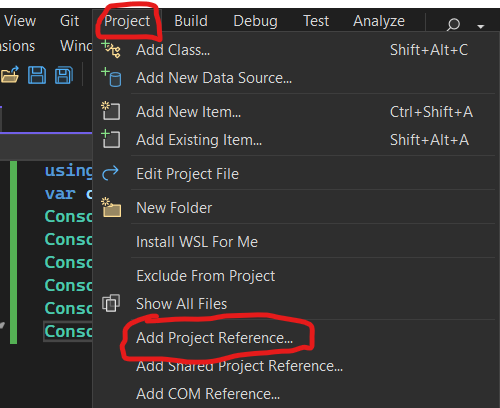 View Git Project Build Debug Test Analyze
nsions Wind
Add Class... Shift+Alt+C
Add New Data Source...
Add New Item... Ctrl+Shift+A
Add Existing Item... Shift+Alt+A
Edit Project File
using
New Folder
var
Conso
Install WSL For Me
Conso
Conso
Exclude From Project
Conso
Show All Files
Conso
Conso
Add Project Reference...
Add Shared Project Reference...
Add COM Reference...